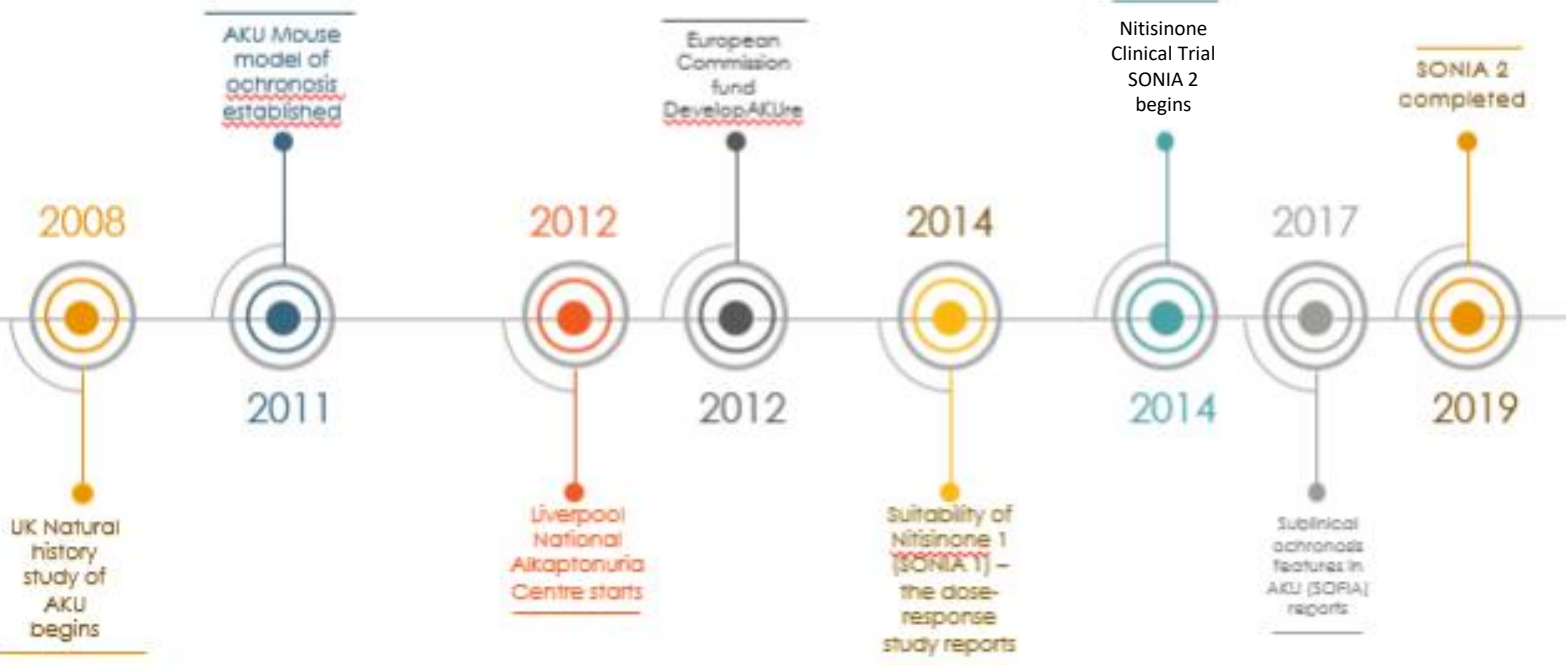 2008
UK Natural
history
study of
AKU
begins
AKU Mouse
model of
ochronosis
established
2011
2012
Liverpool
National
Alkaptonuria
Centre starts
European
Commission
fund
DevelopAKUre
2012
2014
Suitability of
Nitisinone 1
(SONIA 1) –
the dose-
response
study reports
Nitisinone
Clinical Trial
SONIA 2
begins
2014
2017
Sublinical
ochronosis
features in
AKU (SOFIA)
reports
SONIA 2
completed
2019